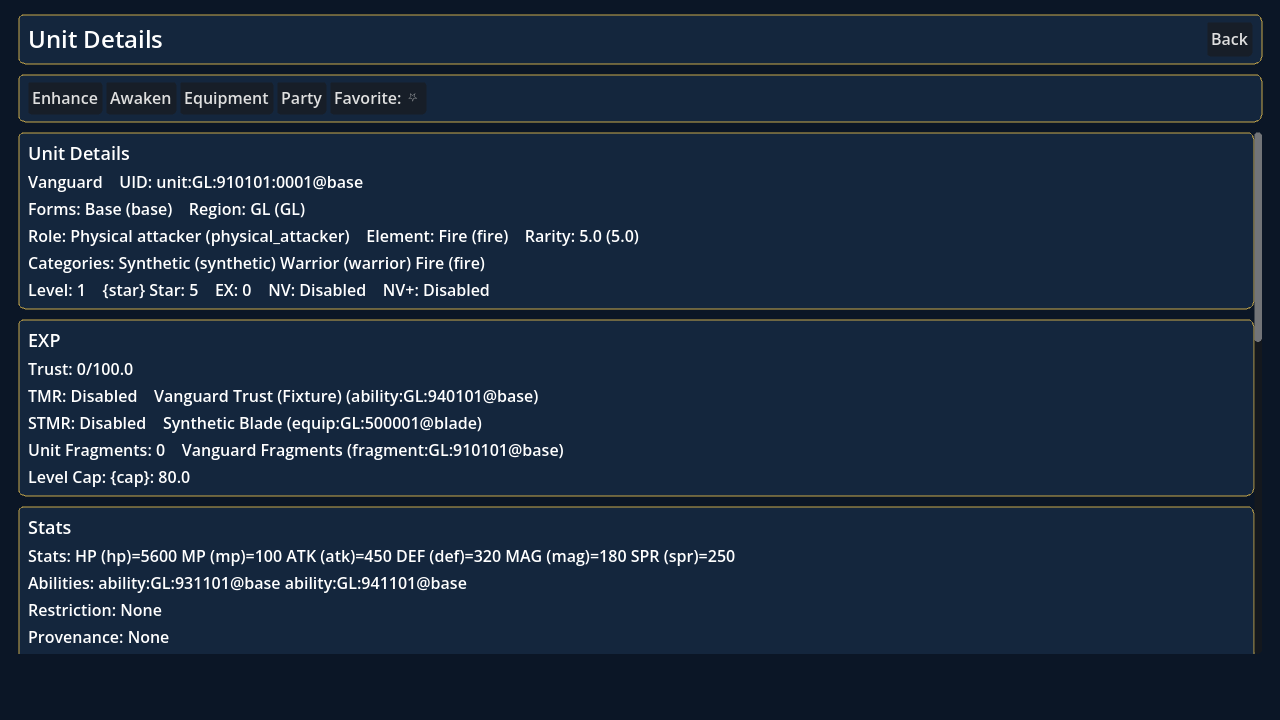 Unit Details
Back
Enhance Awaken Equipment Party Favorite: ☆
Unit Details
Vanguard UID: unit:GL:910101:0001@base
Forms: Base (base) Region: GL (GL)
Role: Physical attacker (physical_attacker) Element: Fire (fire) Rarity: 5.0 (5.0)
Categories: Synthetic (synthetic) Warrior (warrior) Fire (fire)
Level: 1 {star} Star: 5 EX: 0 NV: Disabled NV+: Disabled
EXP
Trust: 0/100.0
TMR: Disabled Vanguard Trust (Fixture) (ability:GL:940101@base)
STMR: Disabled Synthetic Blade (equip:GL:500001@blade)
Unit Fragments: 0 Vanguard Fragments (fragment:GL:910101@base)
Level Cap: {cap}: 80.0
Stats
Stats: HP (hp)=5600 MP (mp)=100 ATK (atk)=450 DEF (def)=320 MAG (mag)=180 SPR (spr)=250
Abilities: ability:GL:931101@base ability:GL:941101@base
Restriction: None
Provenance: None